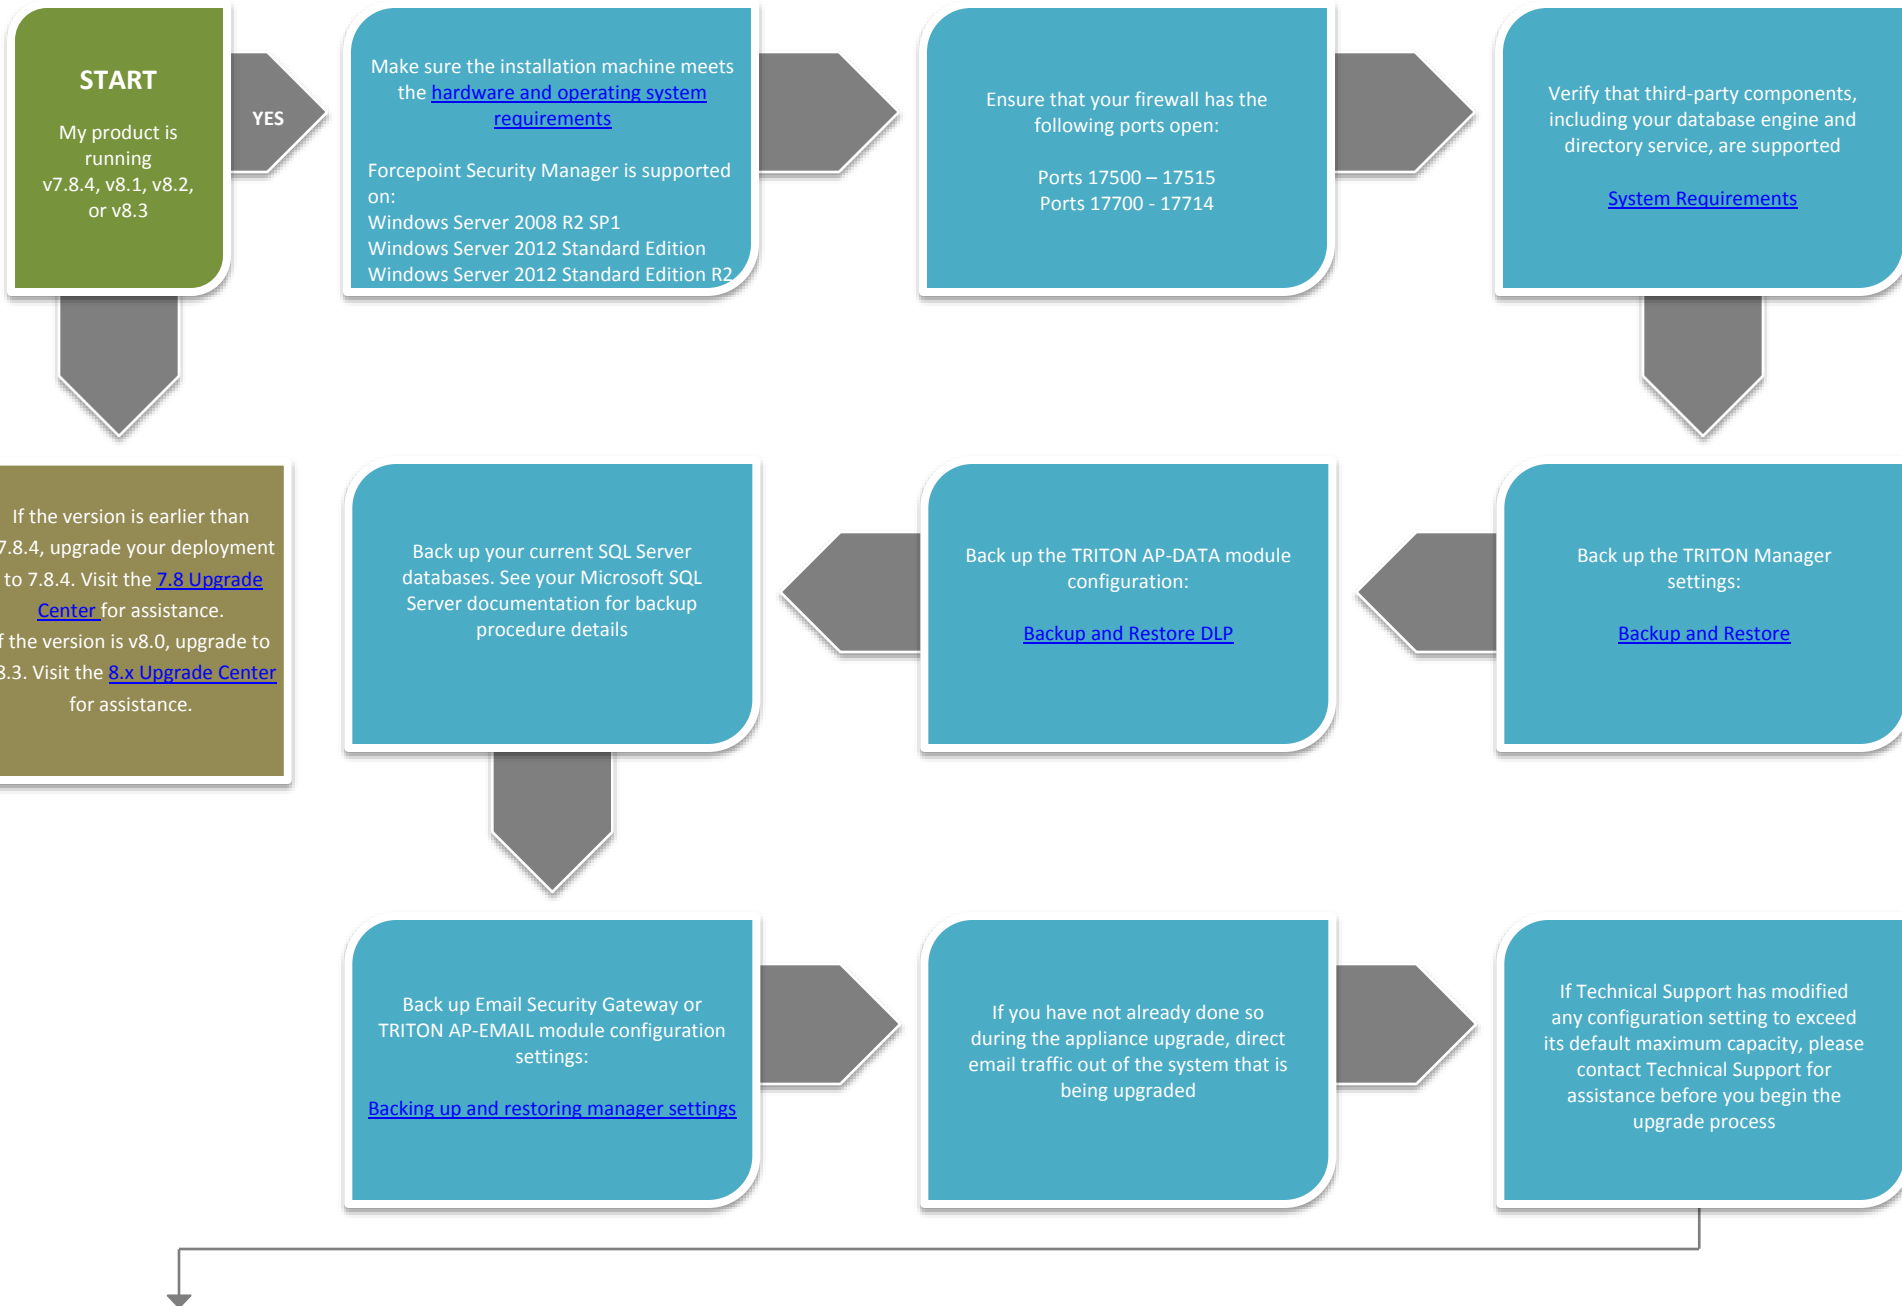 START
My product is
running
v7.8.4, v8.1, v8.2,
or v8.3
YES
Make sure the installation machine meets
the hardware and operating system
requirements
Forcepoint Security Manager is supported
on:
Windows Server 2008 R2 SP1
Windows Server 2012 Standard Edition
Windows Server 2012 Standard Edition R2
Ensure that your firewall has the
following ports open:
Ports 17500 – 17515
Ports 17700 - 17714
Verify that third-party components,
including your database engine and
directory service, are supported
System Requirements
If the version is earlier than
7.8.4, upgrade your deployment
to 7.8.4. Visit the 7.8 Upgrade
Center for assistance.
f the version is v8.0, upgrade to
8.3. Visit the 8.x Upgrade Center
for assistance.
Back up your current SQL Server
databases. See your Microsoft SQL
Server documentation for backup
procedure details
Back up the TRITON AP-DATA module
configuration:
Backup and Restore DLP
Back up the TRITON Manager
settings:
Backup and Restore
Back up Email Security Gateway or
TRITON AP-EMAIL module configuration
settings:
Backing up and restoring manager settings
If you have not already done so
during the appliance upgrade, direct
email traffic out of the system that is
being upgraded
If Technical Support has modified
any configuration setting to exceed
its default maximum capacity, please
contact Technical Support for
assistance before you begin the
upgrade process